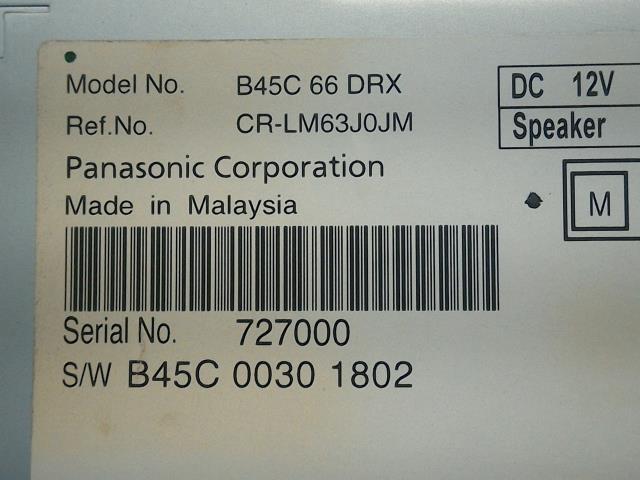 Model No. B45C 66 DRX
Ref.No. CR-LM63J0JM
Panasonic Corporation
Made in Malaysia
Serial No. 727000
S/W B45C 0030 1802
DC 12V
Speaker
M